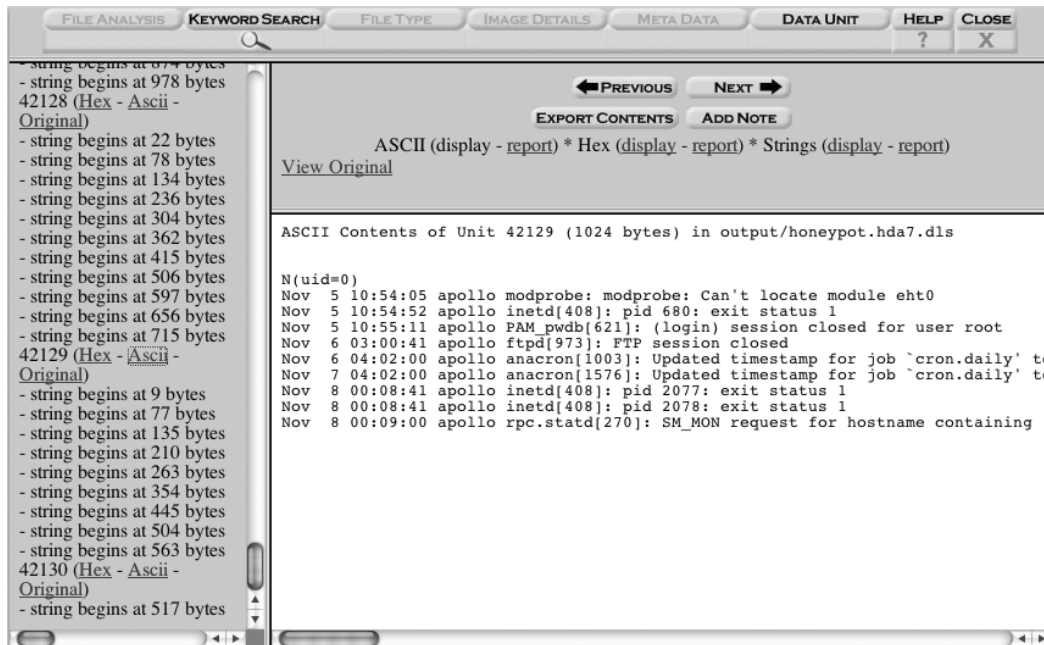 FILE ANALYSIS KEYWORD SEARCH FILE TYPE IMAGE DETAILS META DATA DATA UNIT HELP CLOSE
? X
- string begins at 874 bytes
- string begins at 978 bytes
42128 (Hex - Ascii -
Original)
- string begins at 22 bytes
- string begins at 78 bytes
- string begins at 134 bytes
- string begins at 236 bytes
- string begins at 304 bytes
- string begins at 362 bytes
- string begins at 415 bytes
- string begins at 506 bytes
- string begins at 597 bytes
- string begins at 656 bytes
- string begins at 715 bytes
42129 (Hex - Ascii -
Original)
- string begins at 9 bytes
- string begins at 77 bytes
- string begins at 135 bytes
- string begins at 210 bytes
- string begins at 263 bytes
- string begins at 354 bytes
- string begins at 445 bytes
- string begins at 504 bytes
- string begins at 563 bytes
42130 (Hex - Ascii -
Original)
- string begins at 517 bytes
PREVIOUS NEXT
EXPORT CONTENTS ADD NOTE
ASCII (display - report) * Hex (display - report) * Strings (display - report)
View Original
ASCII Contents of Unit 42129 (1024 bytes) in output/honeypot.hda7.dls
N(uid=0)
Nov 5 10:54:05 apollo modprobe: modprobe: Can't locate module eht0
Nov 5 10:54:52 apollo inetd[408]: pid 680: exit status 1
Nov 5 10:55:11 apollo PAM_pwdb[621]: (login) session closed for user root
Nov 6 03:00:41 apollo ftpd[973]: FTP session closed
Nov 6 04:02:00 apollo anacron[1003]: Updated timestamp for job `cron.daily' to
Nov 7 04:02:00 apollo anacron[1576]: Updated timestamp for job `cron.daily' to
Nov 8 00:08:41 apollo inetd[408]: pid 2077: exit status 1
Nov 8 00:08:41 apollo inetd[408]: pid 2078: exit status 1
Nov 8 00:09:00 apollo rpc.statd[270]: SM_MON request for hostname containing